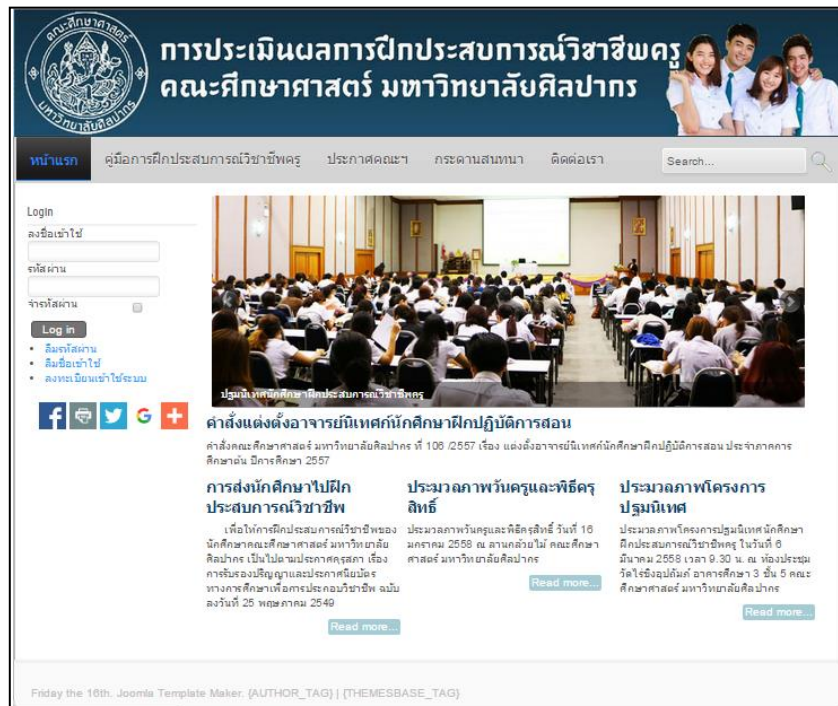 คณะศึกษาศาสตร์
มหาวิทยาลัยศิลปากร
การประเมินผลการฝึกประสบการณ์วิชาชีพครู
คณะศึกษาศาสตร์ มหาวิทยาลัยศิลปากร
หน้าแรก คู่มือการฝึกประสบการณ์วิชาชีพครู ประกาศคณะฯ กระดานสนทนา ติดต่อเรา Search...
Login
ลงชื่อเข้าใช้
รหัสผ่าน
จำรหัสผ่าน
Log in
ลืมรหัสผ่าน
ลืมชื่อเข้าใช้
ลงทะเบียนเข้าใช้ระบบ
ปฐมนิเทศนักศึกษาฝึกประสบการณ์วิชาชีพครู
คำสั่งแต่งตั้งอาจารย์นิเทศก์นักศึกษาฝึกปฏิบัติการสอน
คำสั่งคณะศึกษาศาสตร์ มหาวิทยาลัยศิลปากร ที่ 106 /2557 เรื่อง แต่งตั้งอาจารย์นิเทศก์นักศึกษาฝึกปฏิบัติการสอน ประจำภาคการ
ศึกษาต้น ปีการศึกษา 2557
การส่งนักศึกษาไปฝึก
ประสบการณ์วิชาชีพ
เพื่อให้การฝึกประสบการณ์วิชาชีพของ
นักศึกษาคณะศึกษาศาสตร์ มหาวิทยาลัย
ศิลปากร เป็นไปตามประกาศคุรุสภา เรื่อง
การรับรองปริญญาและประกาศนียบัตร
ทางการศึกษาเพื่อการประกอบวิชาชีพ ฉบับ
ลงวันที่ 25 พฤษภาคม 2549
Read more...
ประมวลภาพวันครูและพิธีครุ
สิทธิ์
ประมวลภาพวันครูและพิธีครุสิทธิ์ วันที่ 16
มกราคม 2558 ณ ลานกล้วยไม้ คณะศึกษา
ศาสตร์ มหาวิทยาลัยศิลปากร
Read more...
ประมวลภาพโครงการ
ปฐมนิเทศ
ประมวลภาพโครงการปฐมนิเทศนักศึกษา
ฝึกประสบการณ์วิชาชีพครู ในวันที่ 6
มีนาคม 2558 เวลา 9.30 น. ณ ห้องประชุม
วัดไร่ขิงอุปถัมภ์ อาคารศึกษา 3 ชั้น 5 คณะ
ศึกษาศาสตร์ มหาวิทยาลัยศิลปากร
Read more...
Friday the 16th. Joomla Template Maker. {AUTHOR_TAG} | {THEMESBASE_TAG}